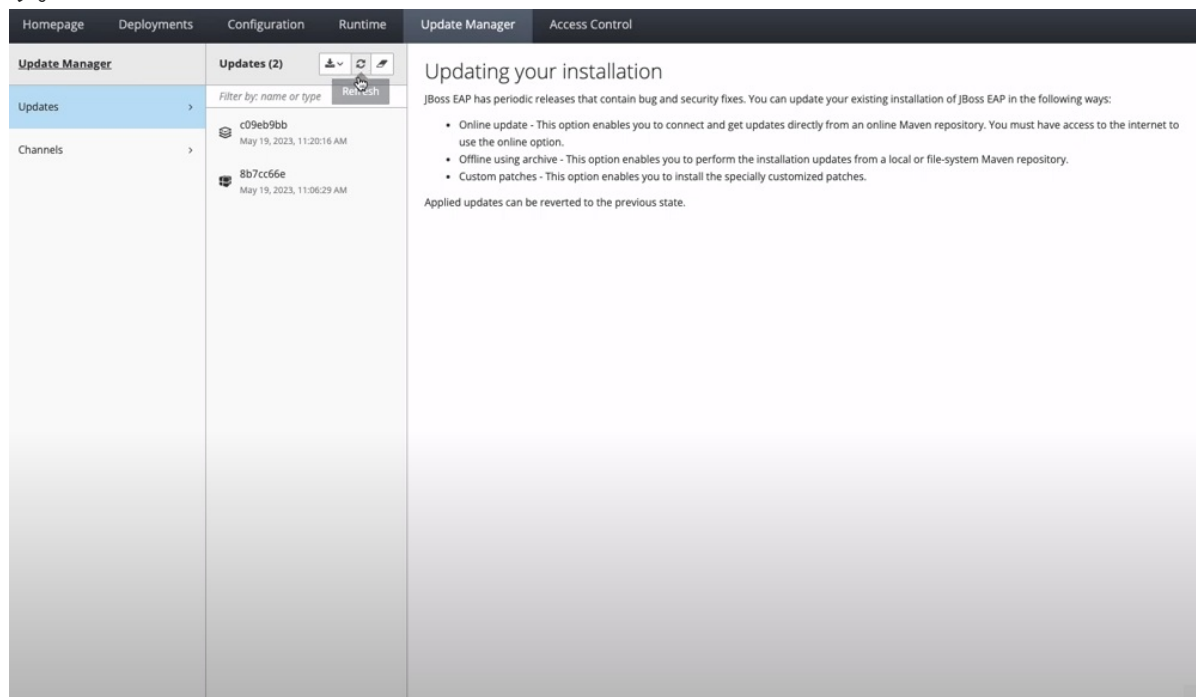 Homepage Deployments Configuration Runtime Update Manager Access Control
Update Manager
Updates
Channels
Updates (2)
Refresh
Filter by: name or type
c09eb9bb
May 19, 2023, 11:20:16 AM
8b7cc66e
May 19, 2023, 11:06:29 AM
Updating your installation
JBoss EAP has periodic releases that contain bug and security fixes. You can update your existing installation of JBoss EAP in the following ways:
• Online update - This option enables you to connect and get updates directly from an online Maven repository. You must have access to the internet to
use the online option.
• Offline using archive - This option enables you to perform the installation updates from a local or file-system Maven repository.
• Custom patches - This option enables you to install the specially customized patches.
Applied updates can be reverted to the previous state.